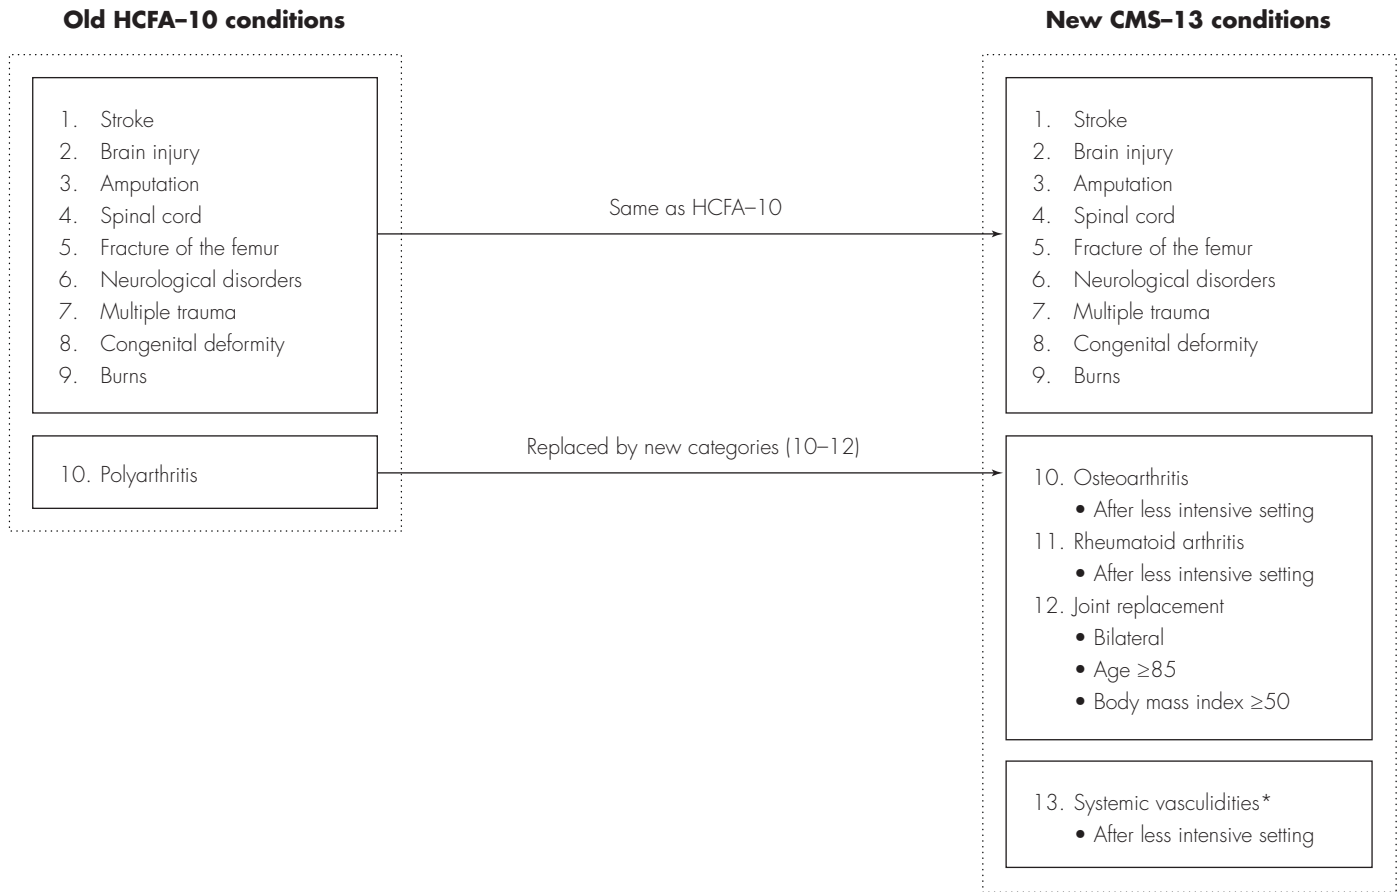 Old HCFA–10 conditions
1. Stroke
2. Brain injury
3. Amputation
4. Spinal cord
5. Fracture of the femur
6. Neurological disorders
7. Multiple trauma
8. Congenital deformity
9. Burns
10. Polyarthritis
Same as HCFA–10
Replaced by new categories (10–12)
New CMS–13 conditions
1. Stroke
2. Brain injury
3. Amputation
4. Spinal cord
5. Fracture of the femur
6. Neurological disorders
7. Multiple trauma
8. Congenital deformity
9. Burns
10. Osteoarthritis
• After less intensive setting
11. Rheumatoid arthritis
• After less intensive setting
12. Joint replacement
• Bilateral
• Age ≥85
• Body mass index ≥50
13. Systemic vasculidities*
• After less intensive setting